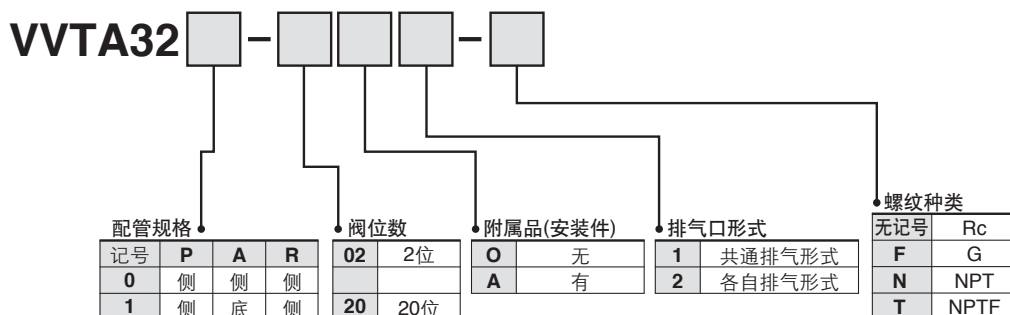 VVTA32 - -
配管规格
记号 P A R
0 侧 侧 侧
1 侧 底 侧
阀位数
02 2位
20 20位
附属品(安装件)
O 无
A 有
排气口形式
1 共通排气形式
2 各自排气形式
螺纹种类
无记号 Rc
F G
N NPT
T NPTF